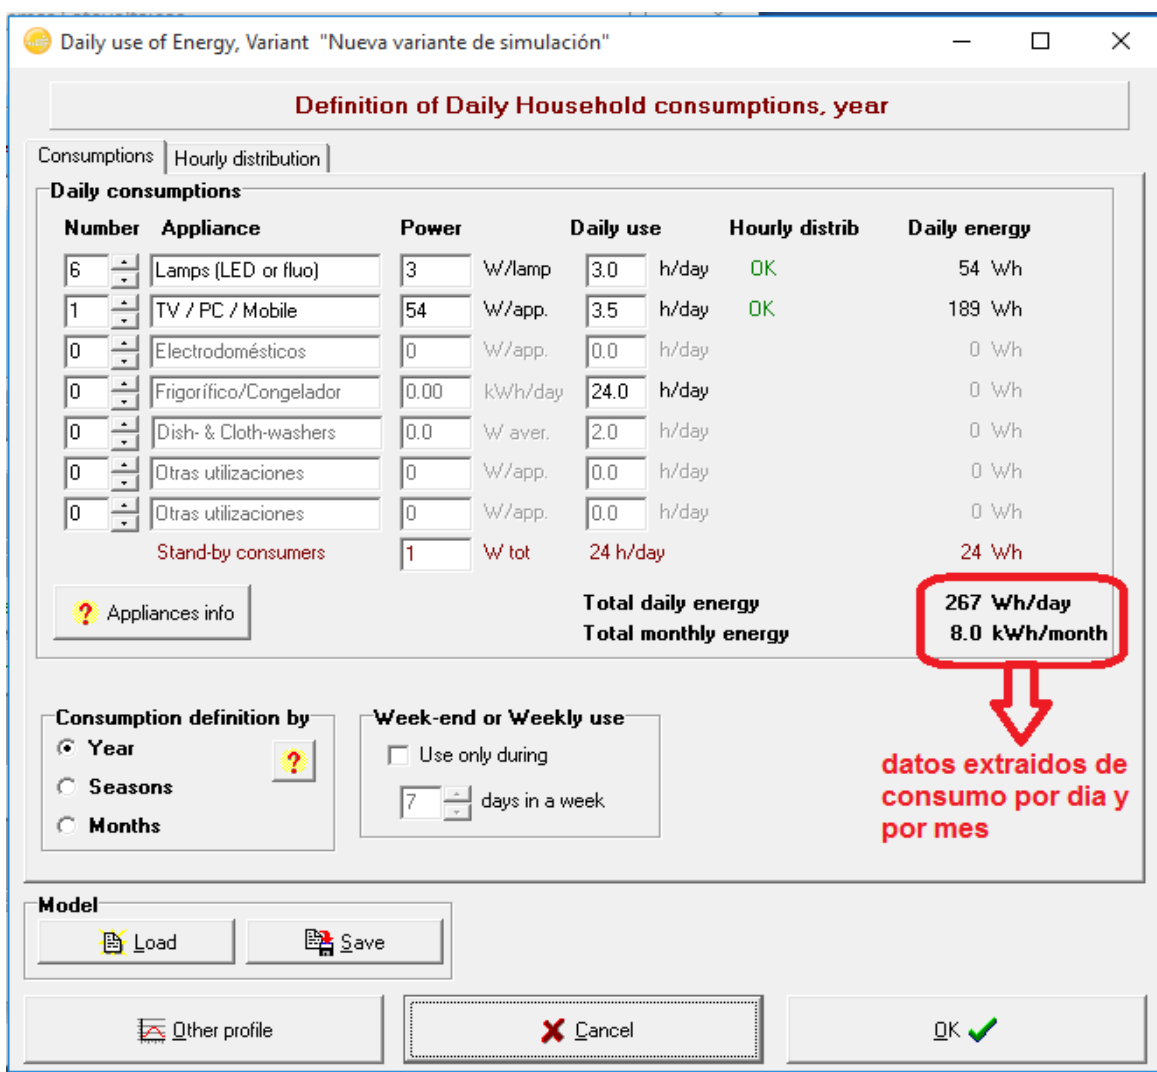 Daily use of Energy, Variant "Nueva variante de simulación"
Definition of Daily Household consumptions, year
Consumptions Hourly distribution
Daily consumptions
Number Appliance Power Daily use Hourly distrib Daily energy
6 Lamps (LED or fluo) 3 W/lamp 3.0 h/day OK 54 Wh
1 TV / PC / Mobile 54 W/app. 3.5 h/day OK 189 Wh
0 Electrodomésticos 0 W/app. 0.0 h/day 0 Wh
0 Frigorífico/Congelador 0.00 kWh/day 24.0 h/day 0 Wh
0 Dish- & Cloth-washers 0.0 W aver. 2.0 h/day 0 Wh
0 Otras utilizaciones 0 W/app. 0.0 h/day 0 Wh
0 Otras utilizaciones 0 W/app. 0.0 h/day 0 Wh
Stand-by consumers 1 W tot 24 h/day 24 Wh
? Appliances info
Total daily energy 267 Wh/day
Total monthly energy 8.0 kWh/month
Consumption definition by
Year
?
Seasons
Months
Week-end or Weekly use
Use only during
7 days in a week
datos extraidos de
consumo por dia y
por mes
Model
Load Save
Other profile Cancel OK